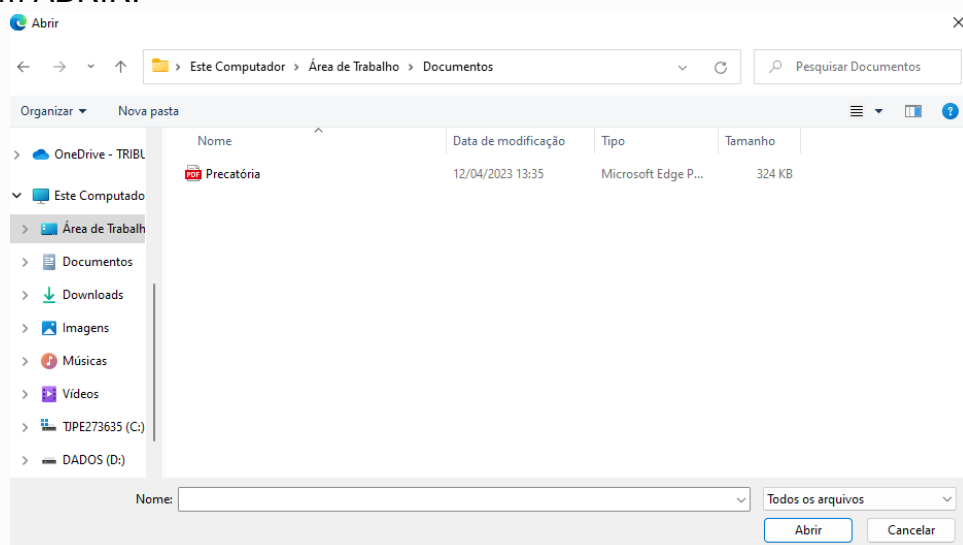 Abrir
Este Computador > Área de Trabalho > Documentos
Pesquisar Documentos
Organizar Nova pasta
Nome Data de modificação Tipo Tamanho
OneDrive - TRIBU
PDF Precatória 12/04/2023 13:35 Microsoft Edge P... 324 KB
Este Computado
Área de Trabalh
Documentos
Downloads
Imagens
Músicas
Vídeos
TJPE273635 (C:)
DADOS (D:)
Nome: Todos os arquivos
Abrir Cancelar